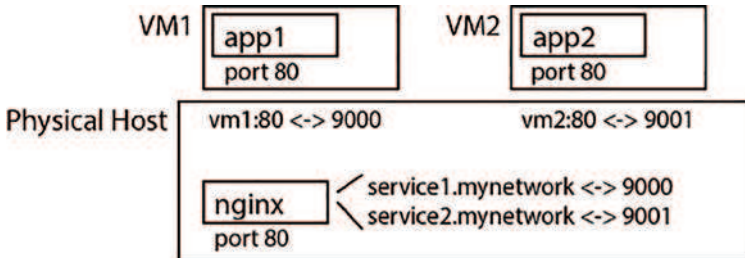 VM1
app1
port 80
VM2
app2
port 80
Physical Host
vm1:80 <-> 9000
vm2:80 <-> 9001
nginx
port 80
service1.mynetwork <-> 9000
service2.mynetwork <-> 9001